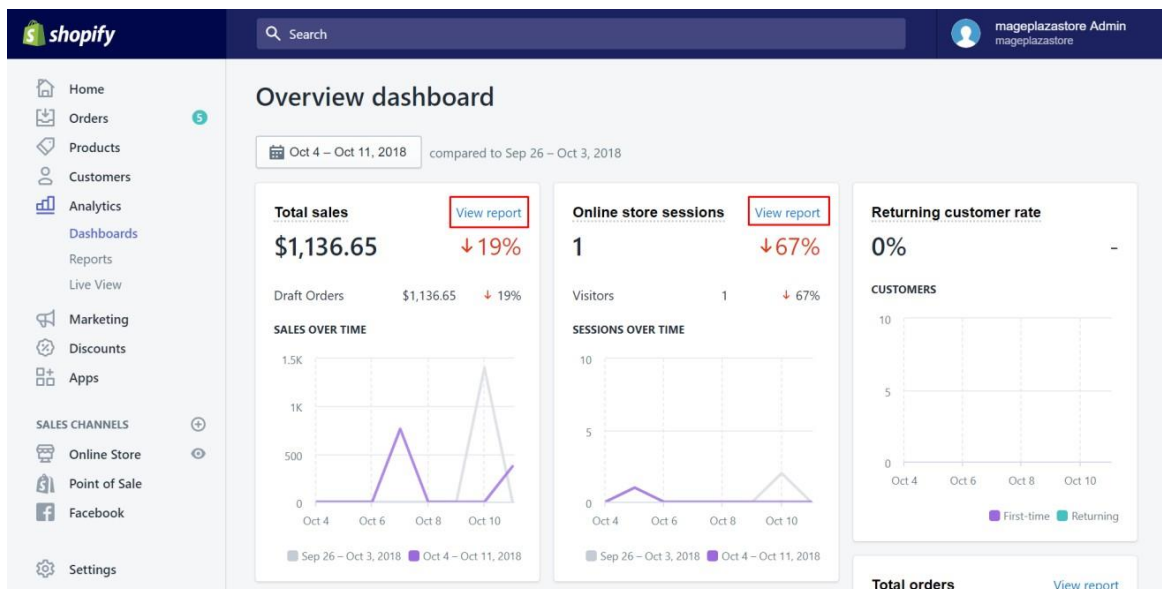 shopify
Search
mageplazastore Admin
mageplazastore
Home
Orders 5
Products
Customers
Analytics
Dashboards
Reports
Live View
Marketing
Discounts
Apps
SALES CHANNELS
Online Store
Point of Sale
Facebook
Settings
Overview dashboard
Oct 4 – Oct 11, 2018 compared to Sep 26 – Oct 3, 2018
Total sales View report
$1,136.65 ↓19%
Draft Orders $1,136.65 ↓ 19%
SALES OVER TIME
1.5K
1K
500
0
Oct 4 Oct 6 Oct 8 Oct 10
Sep 26 – Oct 3, 2018 Oct 4 – Oct 11, 2018
Online store sessions View report
1 ↓67%
Visitors 1 ↓ 67%
SESSIONS OVER TIME
10
5
0
Oct 4 Oct 6 Oct 8 Oct 10
Sep 26 – Oct 3, 2018 Oct 4 – Oct 11, 2018
Returning customer rate
0% -
CUSTOMERS
10
5
0
Oct 4 Oct 6 Oct 8 Oct 10
First-time Returning
Total orders View report